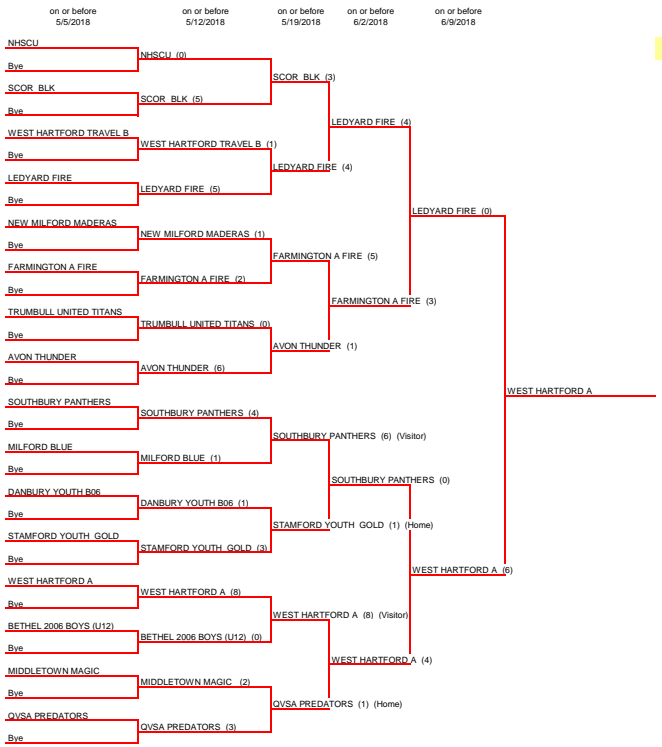 on or before
5/5/2018
on or before
5/12/2018
on or before
5/19/2018
on or before
6/2/2018
on or before
6/9/2018
NHSCU
Bye
SCOR BLK
Bye
WEST HARTFORD TRAVEL B
Bye
LEDYARD FIRE
Bye
NEW MILFORD MADERAS
Bye
FARMINGTON A FIRE
Bye
TRUMBULL UNITED TITANS
Bye
AVON THUNDER
Bye
SOUTHBURY PANTHERS
Bye
MILFORD BLUE
Bye
DANBURY YOUTH B06
Bye
STAMFORD YOUTH GOLD
Bye
WEST HARTFORD A
Bye
BETHEL 2006 BOYS (U12)
Bye
MIDDLETOWN MAGIC
Bye
QVSA PREDATORS
Bye
NHSCU (0)
SCOR BLK (5)
WEST HARTFORD TRAVEL B (1)
LEDYARD FIRE (5)
NEW MILFORD MADERAS (1)
FARMINGTON A FIRE (2)
TRUMBULL UNITED TITANS (0)
AVON THUNDER (6)
SOUTHBURY PANTHERS (4)
MILFORD BLUE (1)
DANBURY YOUTH B06 (1)
STAMFORD YOUTH GOLD (3)
WEST HARTFORD A (8)
BETHEL 2006 BOYS (U12) (0)
MIDDLETOWN MAGIC (2)
QVSA PREDATORS (3)
SCOR BLK (3)
LEDYARD FIRE (4)
FARMINGTON A FIRE (5)
AVON THUNDER (1)
SOUTHBURY PANTHERS (6) (Visitor)
STAMFORD YOUTH GOLD (1) (Home)
WEST HARTFORD A (8) (Visitor)
QVSA PREDATORS (1) (Home)
LEDYARD FIRE (4)
FARMINGTON A FIRE (3)
SOUTHBURY PANTHERS (0)
WEST HARTFORD A (4)
LEDYARD FIRE (0)
WEST HARTFORD A (6)
WEST HARTFORD A